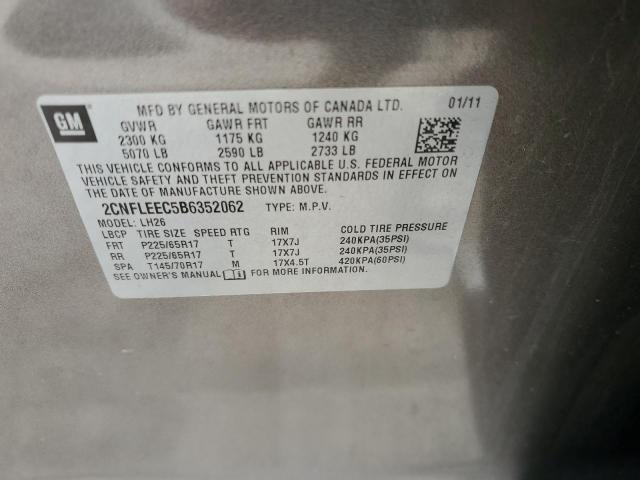 GM
MFD BY GENERAL MOTORS OF CANADA LTD. 01/11
GVWR GAWR FRT GAWR RR
2300 KG 1175 KG 1240 KG
5070 LB 2590 LB 2733 LB
THIS VEHICLE CONFORMS TO ALL APPLICABLE U.S. FEDERAL MOTOR
VEHICLE SAFETY AND THEFT PREVENTION STANDARDS IN EFFECT ON
THE DATE OF MANUFACTURE SHOWN ABOVE.
2CNFLEEC5B6352062 TYPE: M.P.V.
MODEL: LH26
LBCP TIRE SIZE SPEED RTG RIM COLD TIRE PRESSURE
FRT P225/65R17 T 17X7J 240KPA(35PSI)
RR P225/65R17 T 17X7J 240KPA(35PSI)
SPA T145/70R17 M 17X4.5T 420KPA(60PSI)
SEE OWNER'S MANUAL FOR MORE INFORMATION.